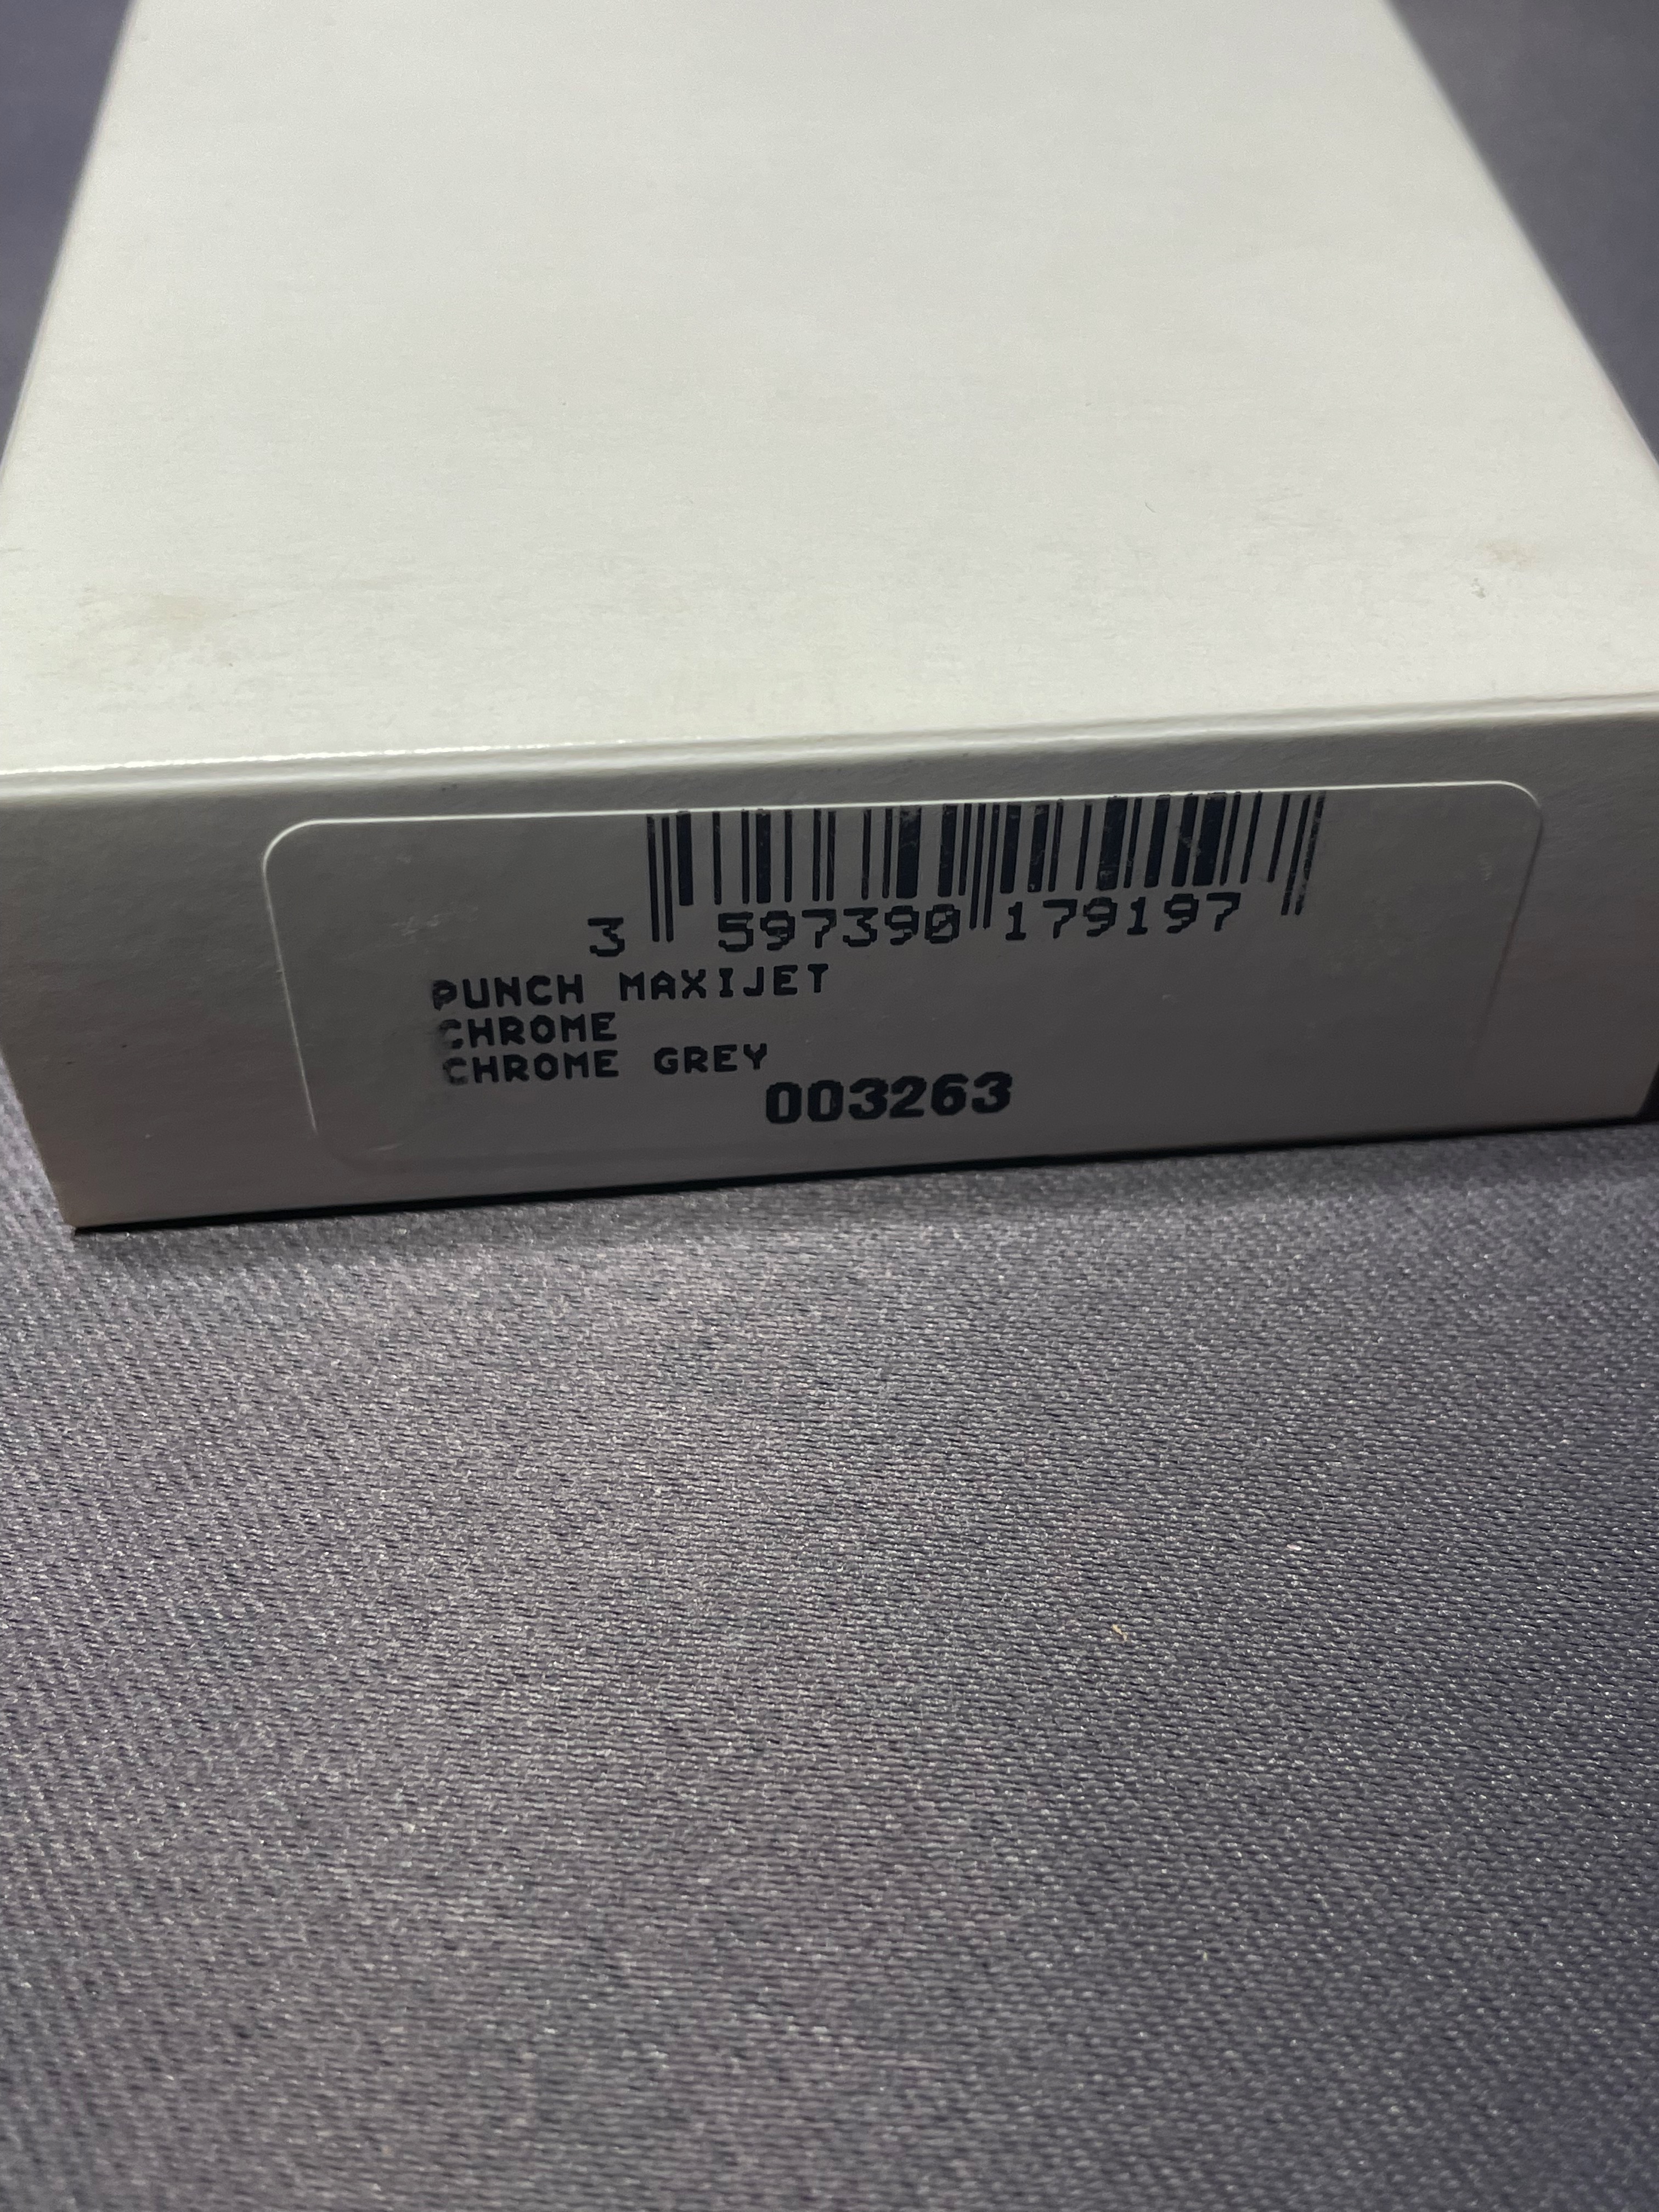 3 597390 179197
PUNCH MAXIJET
CHROME
CHROME GREY
003263